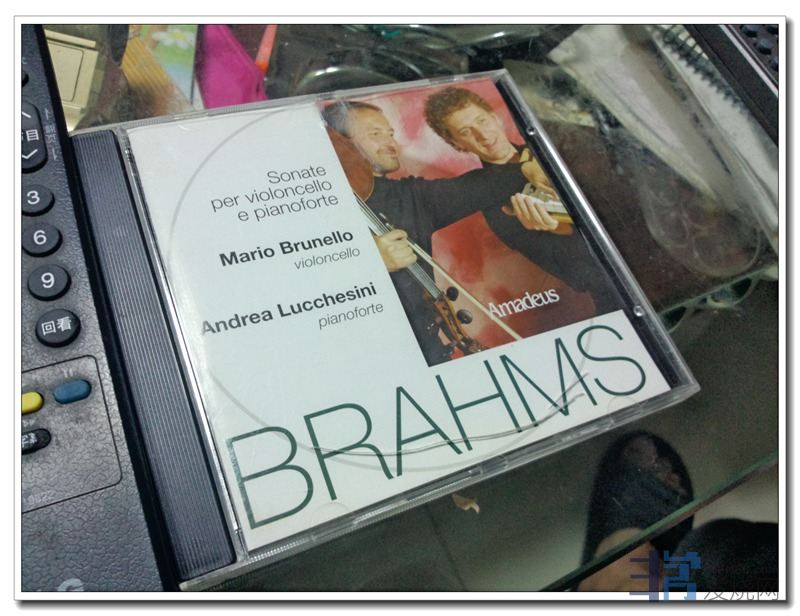 Sonate
per violoncello
e pianoforte
Mario Brunello
violoncello
Andrea Lucchesini
pianoforte
Amadeus
BRAHMS
3
6
9
回看